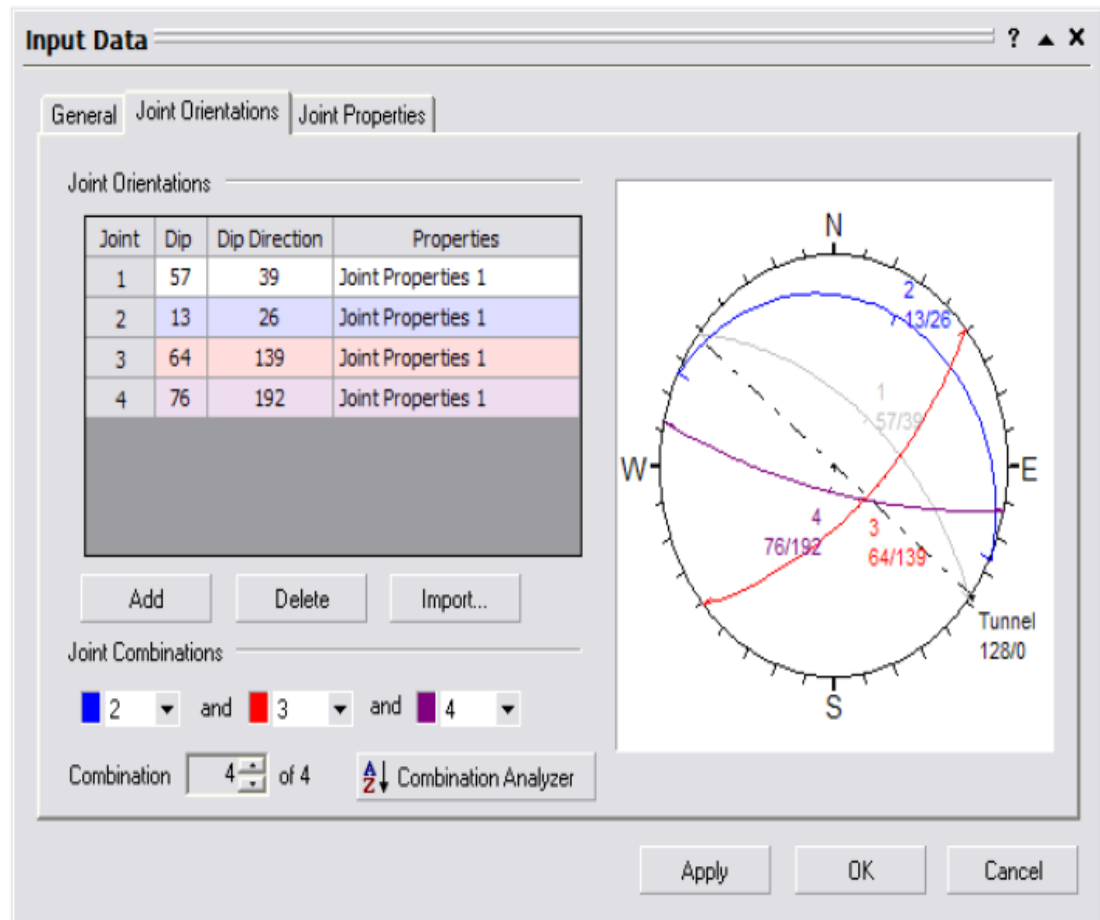 Input Data ? ▲ X
General Joint Orientations Joint Properties
Joint Orientations
Joint Dip Dip Direction Properties
1 57 39 Joint Properties 1
2 13 26 Joint Properties 1
3 64 139 Joint Properties 1
4 76 192 Joint Properties 1
Add Delete Import...
Joint Combinations
2 and 3 and 4
Combination 4 of 4 AZ Combination Analyzer
N
2
13/26
1
57/39
W E
4
76/192
3
64/139
Tunnel
128/0
S
Apply OK Cancel